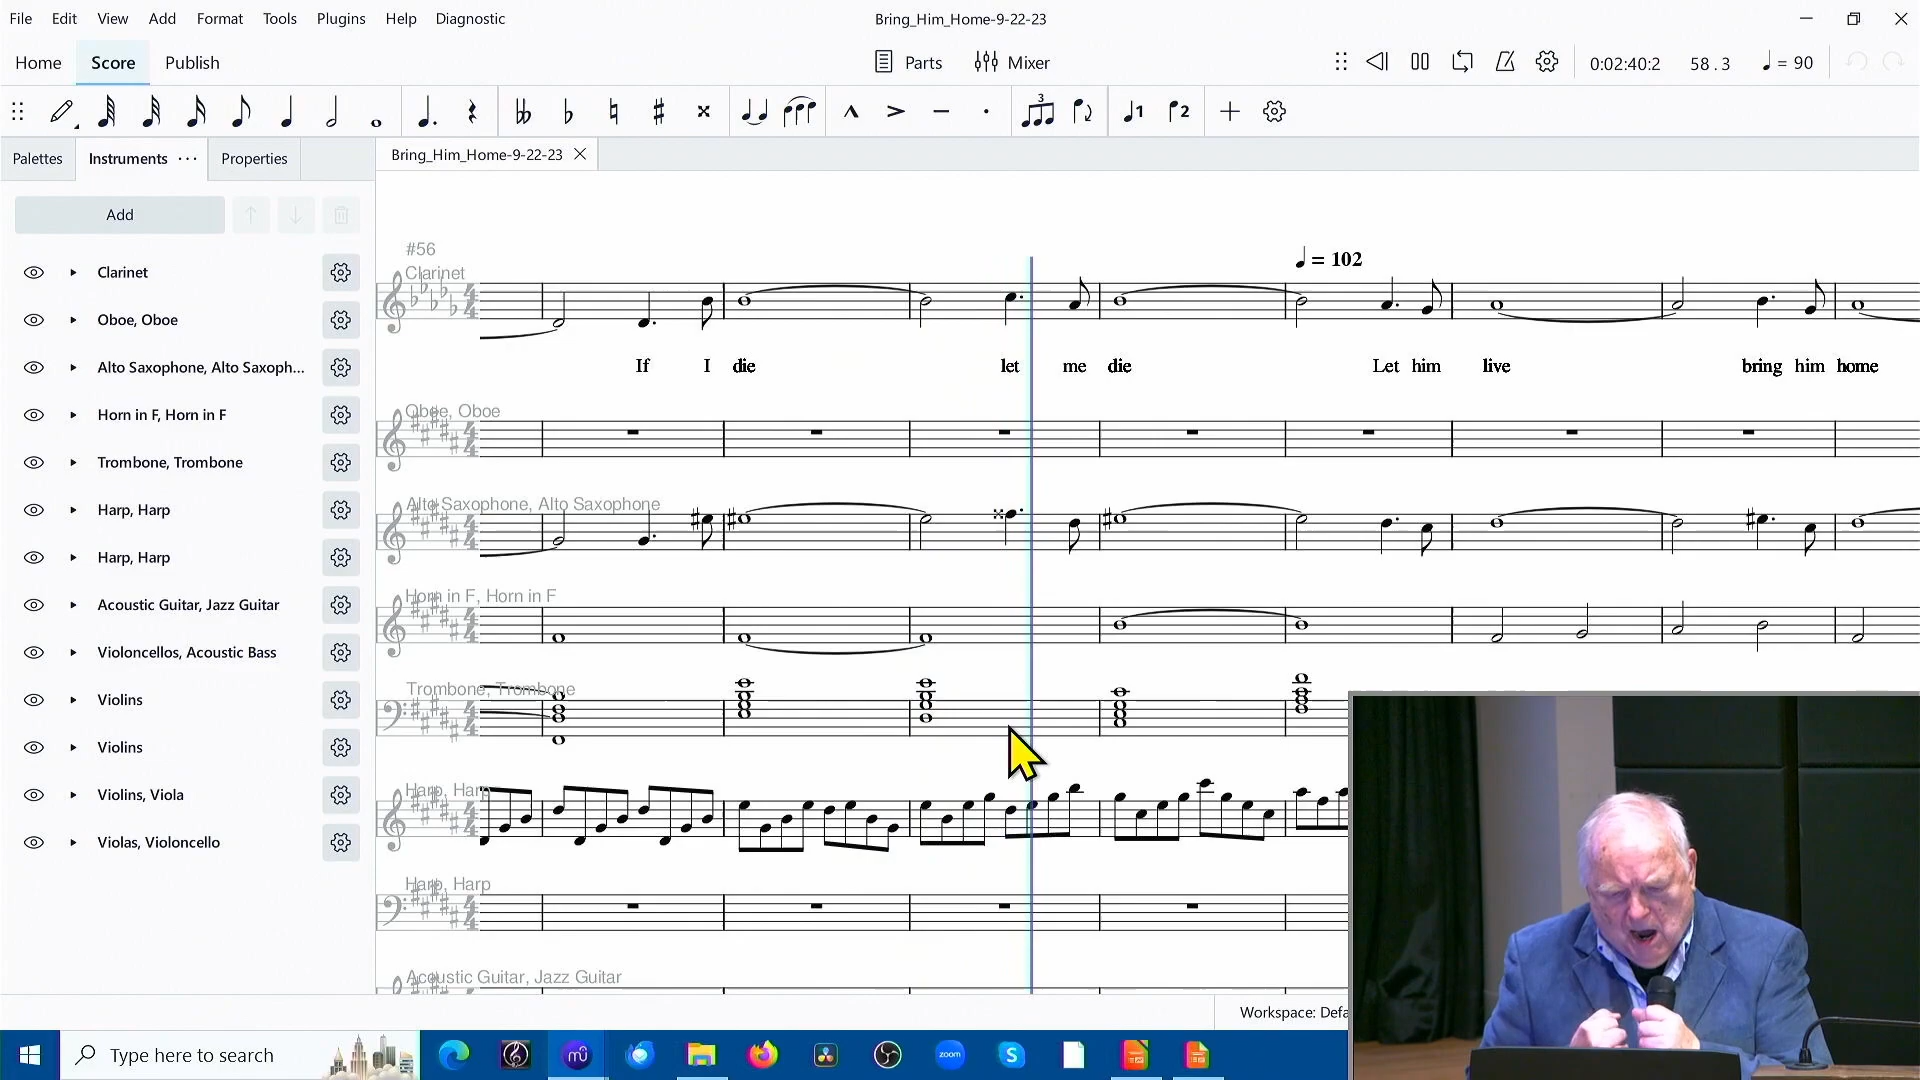 File Edit View Add Format Tools Plugins Help Diagnostic Bring_Him_Home-9-22-23
Home Score Publish Parts Mixer 0:02:40:2 58 . 3 = 90
3 1 2
Palettes Instruments ··· Properties Bring_Him_Home-9-22-23
Add
Clarinet
Oboe, Oboe
Alto Saxophone, Alto Saxoph...
Horn in F, Horn in F
Trombone, Trombone
Harp, Harp
Harp, Harp
Acoustic Guitar, Jazz Guitar
Violoncellos, Acoustic Bass
Violins
Violins
Violins, Viola
Violas, Violoncello
#56
= 102
Clarinet
If I die let me die Let him live bring him home
Oboe, Oboe
Alto Saxophone, Alto Saxophone
Horn in F, Horn in F
Trombone, Trombone
Harp, Harp
Harp, Harp
Acoustic Guitar, Jazz Guitar
Workspace: Defa
Type here to search mû zoom S